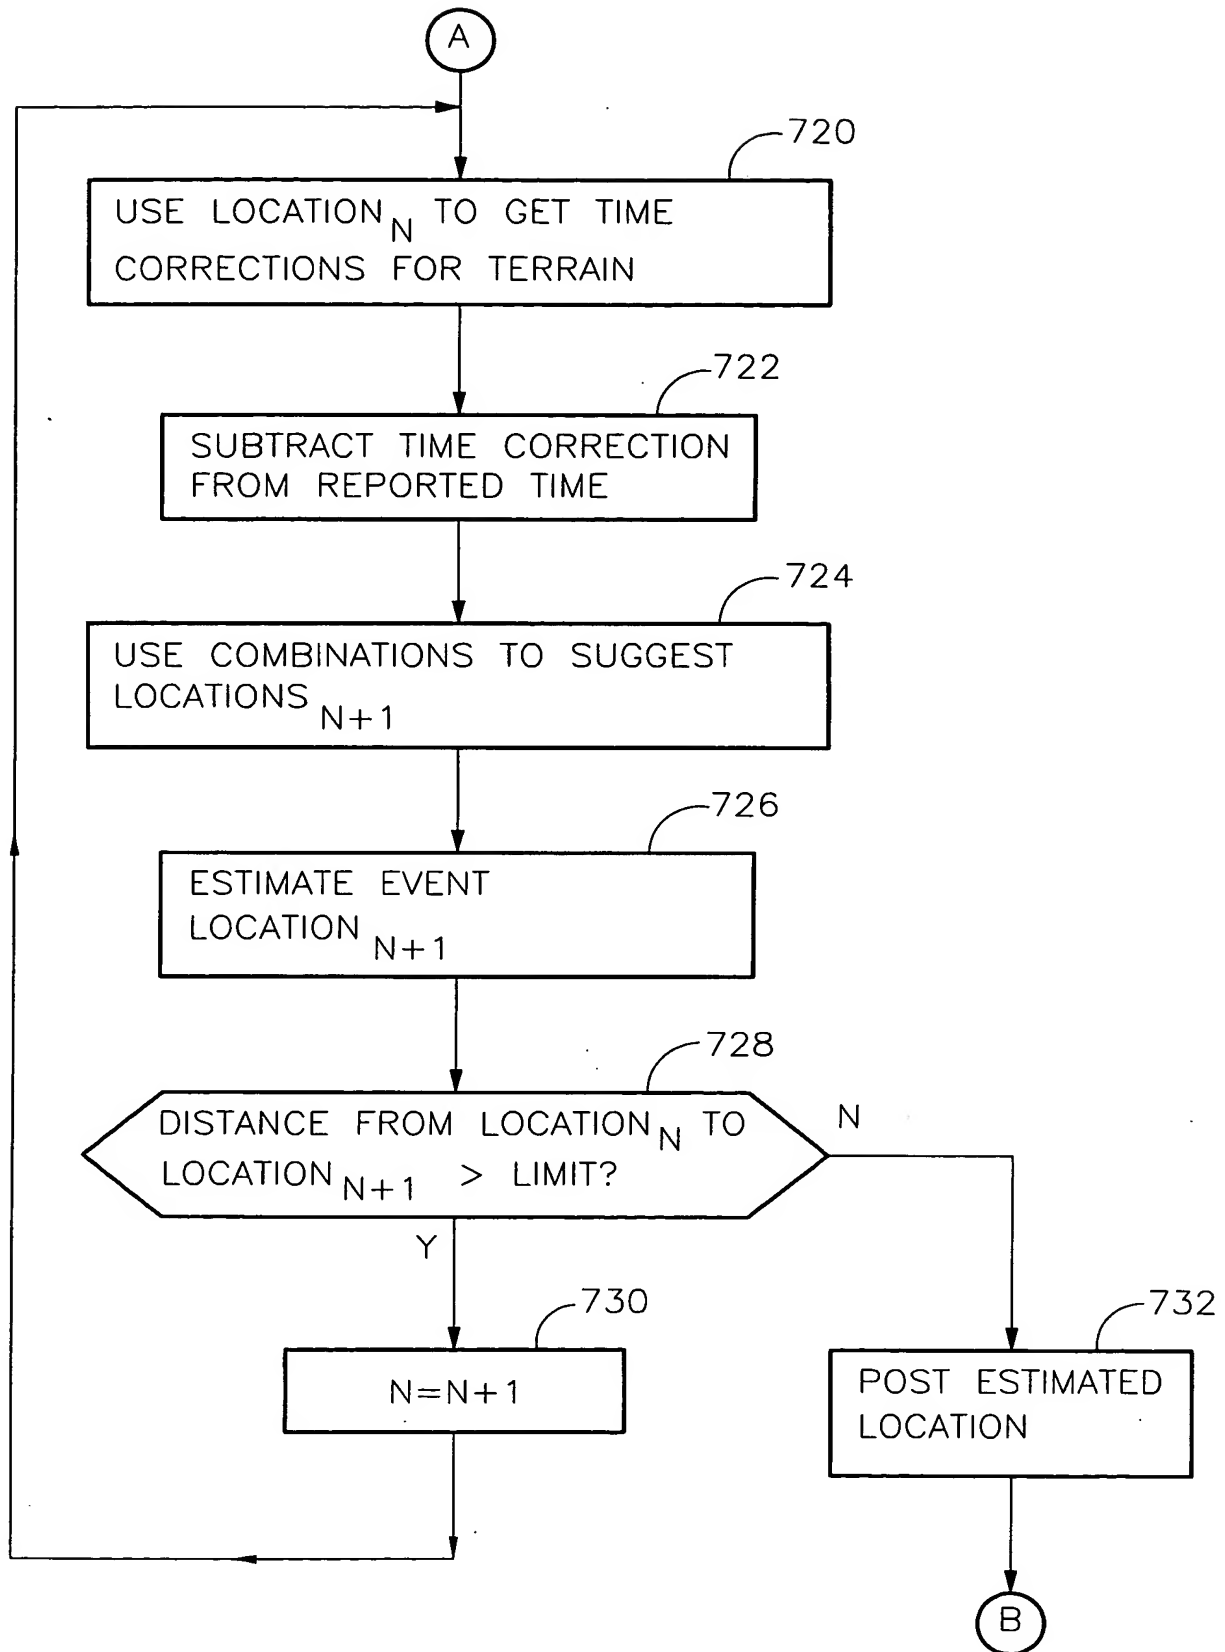 A
720
USE LOCATION N TO GET TIME
CORRECTIONS FOR TERRAIN
722
SUBTRACT TIME CORRECTION
FROM REPORTED TIME
724
USE COMBINATIONS TO SUGGEST
LOCATIONS N+1
726
ESTIMATE EVENT
LOCATION N+1
728
DISTANCE FROM LOCATION N TO
LOCATION N+1 > LIMIT?
N
Y
730
N=N+1
732
POST ESTIMATED
LOCATION
B